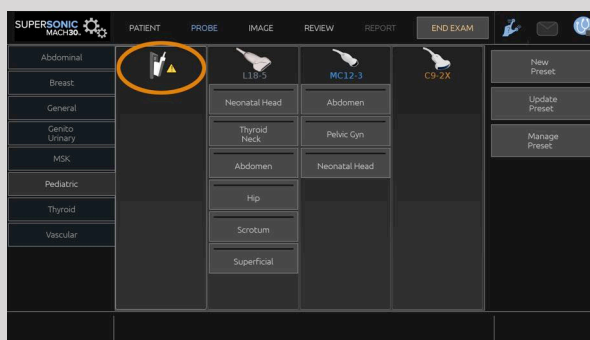 SUPERSONIC
MACH30
PATIENT PROBE IMAGE REVIEW REPORT END EXAM
Abdominal
Breast
General
Genito
Urinary
MSK
Pediatric
Thyroid
Vascular
L18-5
Neonatal Head
Thyroid
Neck
Abdomen
Hip
Scrotum
Superficial
MC12-3
Abdomen
Pelvic Gyn
Neonatal Head
C9-2X
New
Preset
Update
Preset
Manage
Preset